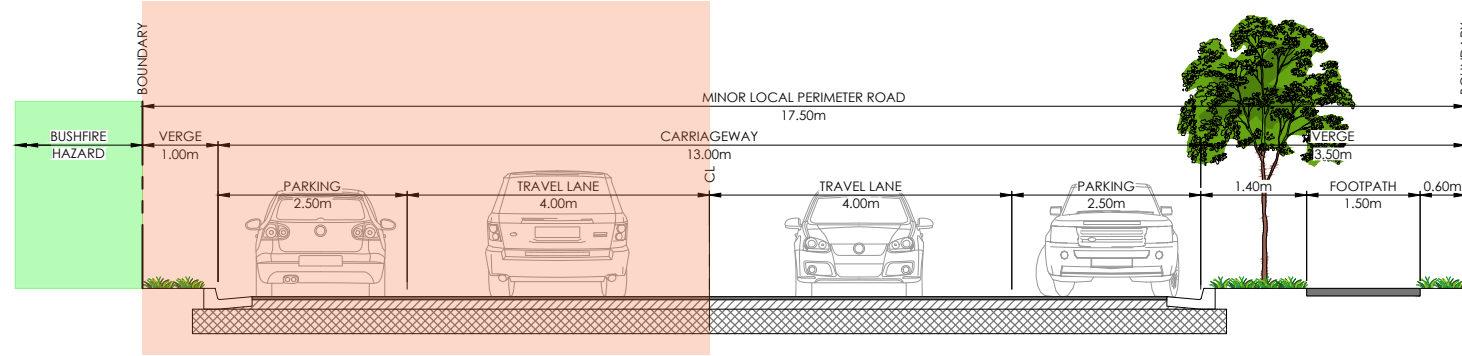 BOUNDARY
MINOR LOCAL PERIMETER ROAD
17.50m
BUSHFIRE
HAZARD
VERGE
1.00m
CARRIAGEWAY
13.00m
VERGE
3.50m
CL
PARKING
2.50m
TRAVEL LANE
4.00m
TRAVEL LANE
4.00m
PARKING
2.50m
1.40m
FOOTPATH
1.50m
0.60m